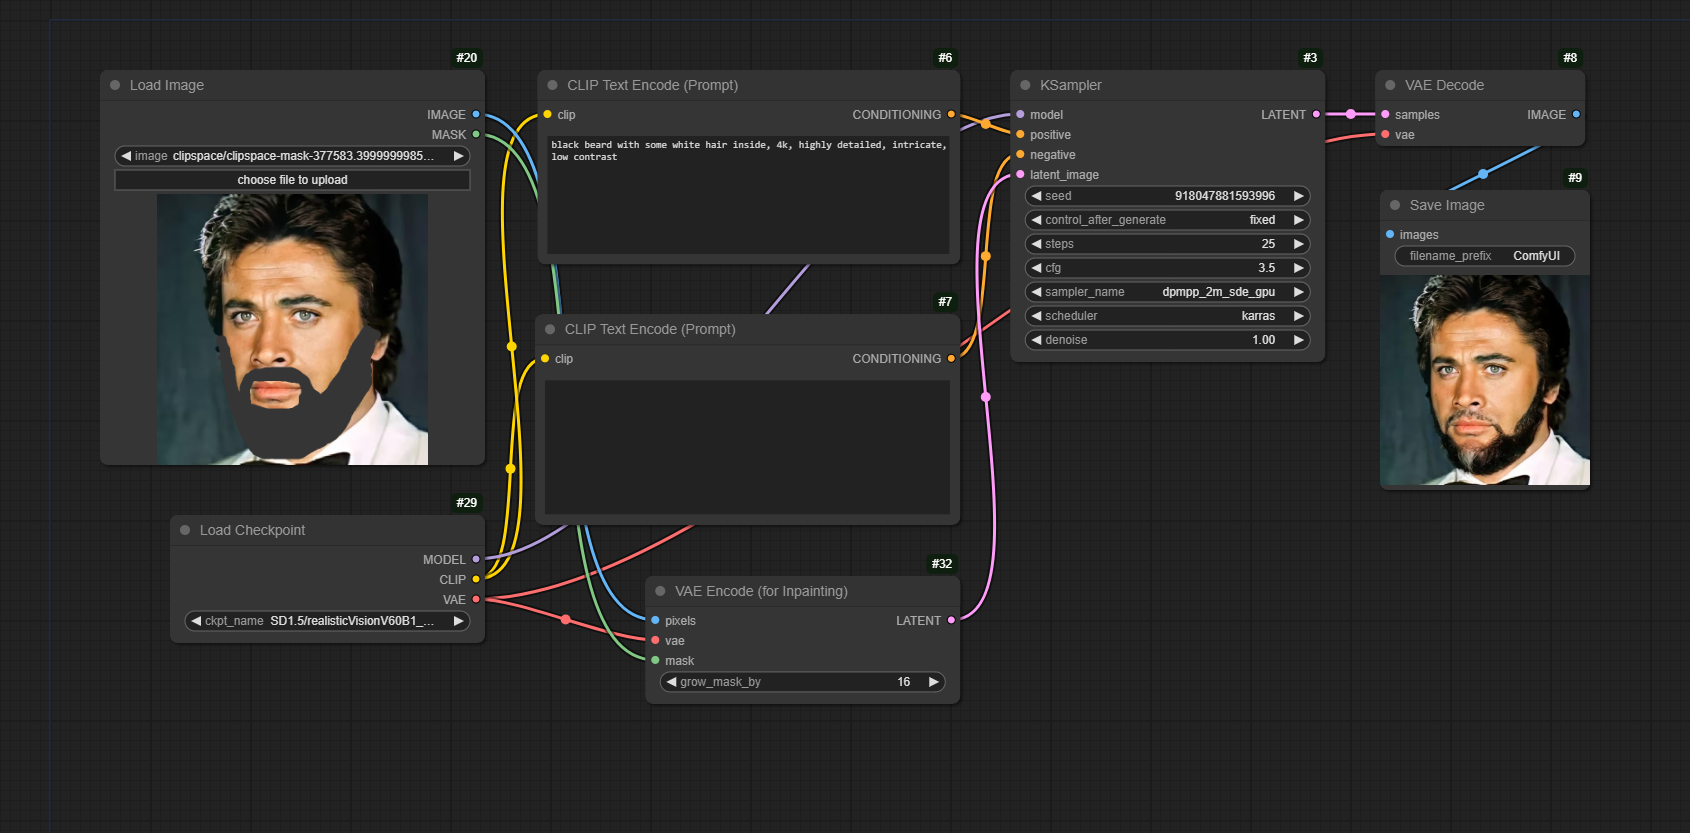 #20
Load Image
IMAGE
MASK
image clipspace/clipspace-mask-377583.3999999985...
choose file to upload
#29
Load Checkpoint
MODEL
CLIP
VAE
ckpt_name SD1.5/realisticVisionV60B1_...
#6
CLIP Text Encode (Prompt)
clip CONDITIONING
black beard with some white hair inside, 4k, highly detailed, intricate,
low contrast
#7
CLIP Text Encode (Prompt)
clip CONDITIONING
#32
VAE Encode (for Inpainting)
pixels LATENT
vae
mask
grow_mask_by 16
#3
KSampler
model LATENT
positive
negative
latent_image
seed 918047881593996
control_after_generate fixed
steps 25
cfg 3.5
sampler_name dpmpp_2m_sde_gpu
scheduler karras
denoise 1.00
#8
VAE Decode
samples IMAGE
vae
#9
Save Image
images
filename_prefix ComfyUI